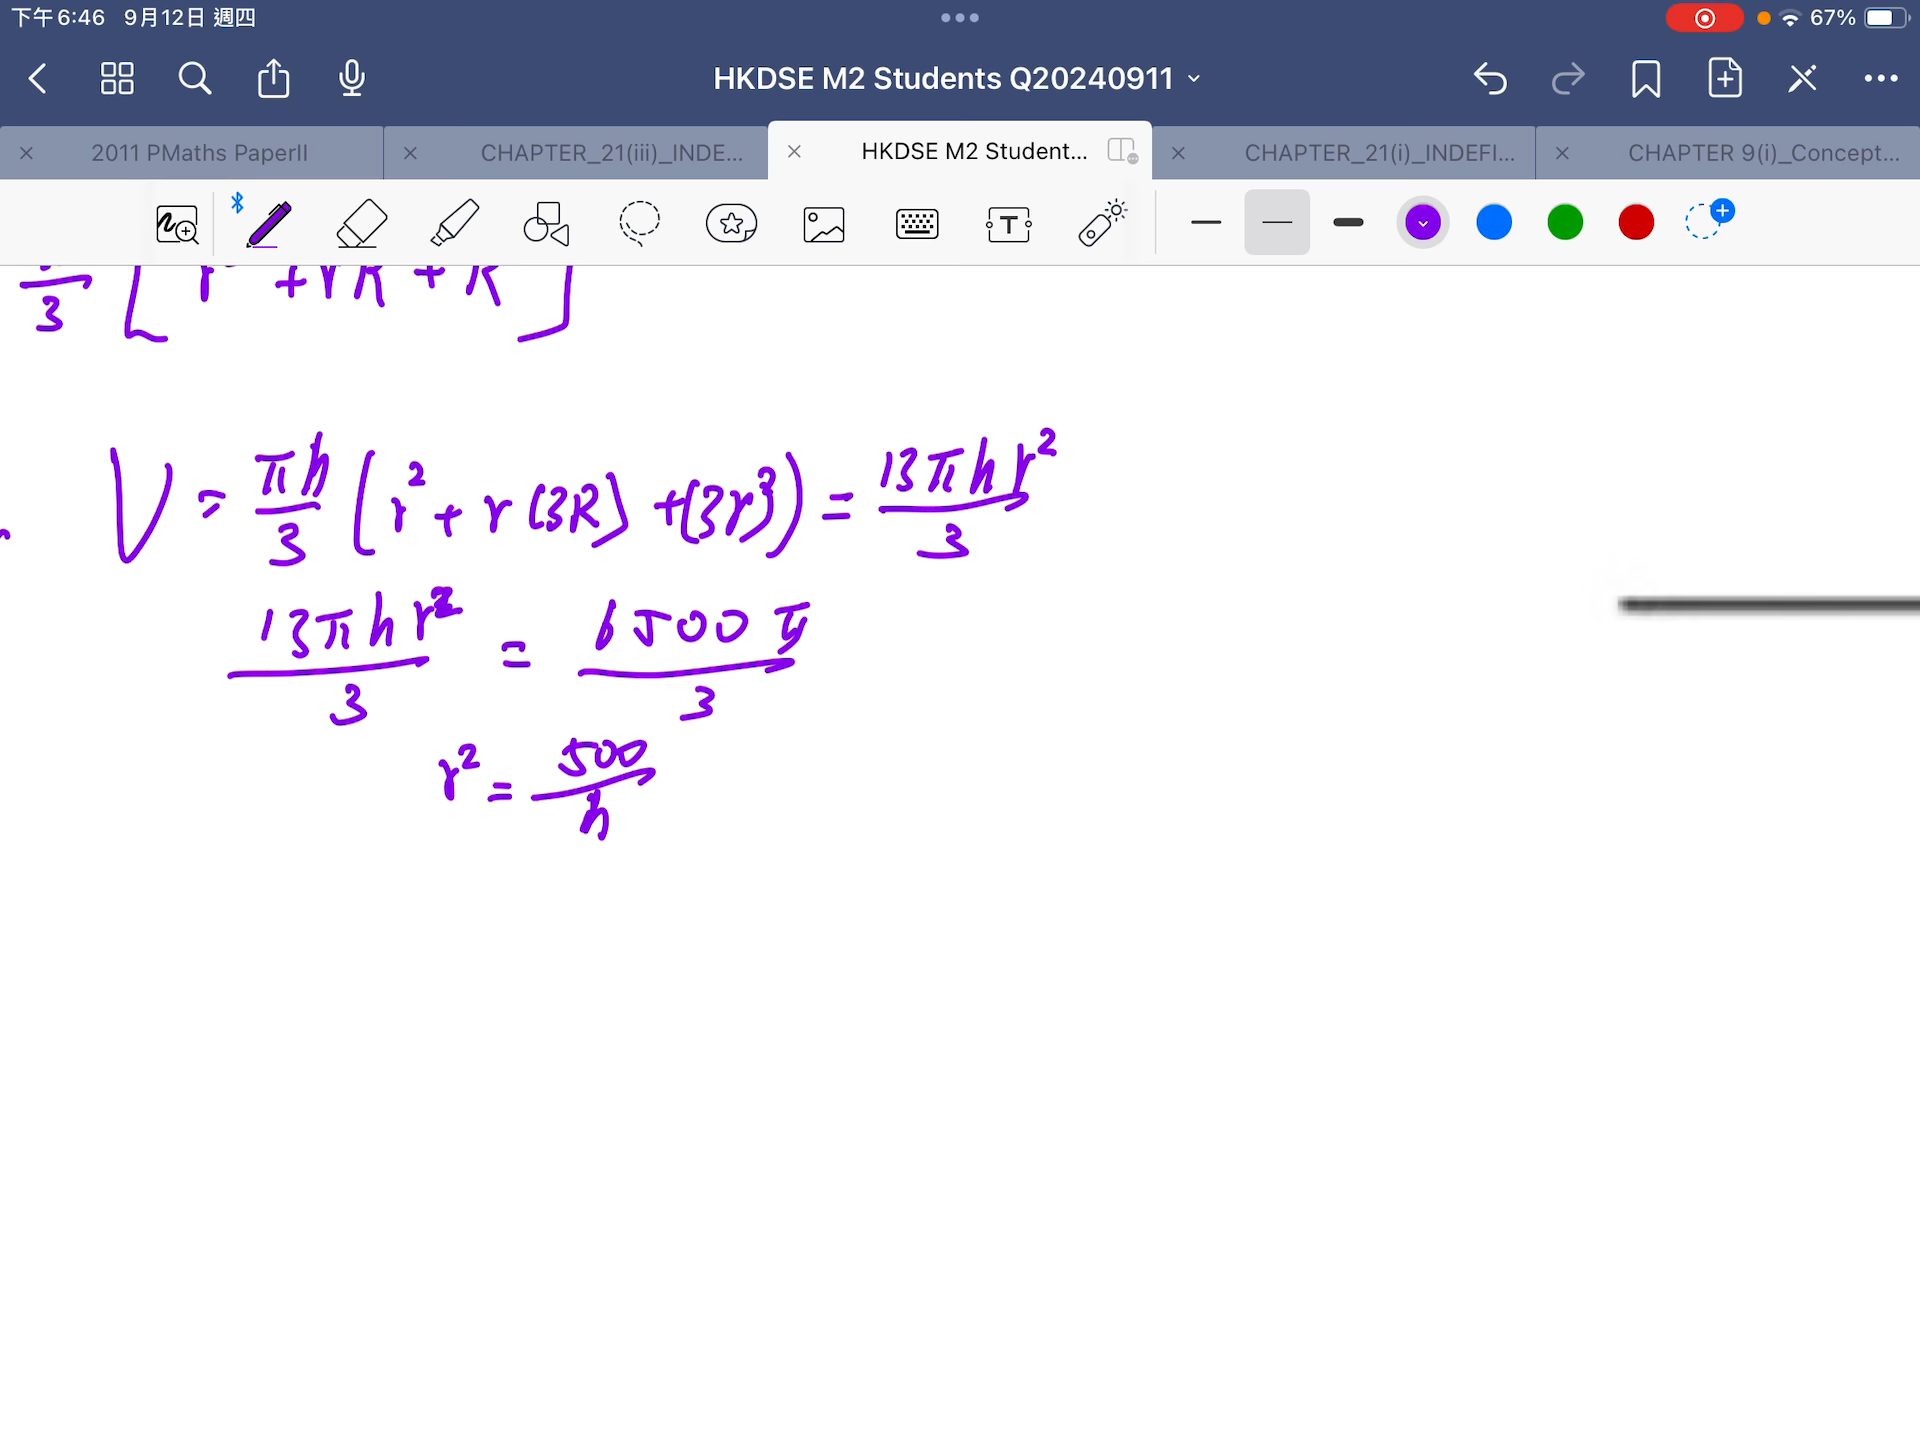 下午6:46 9月12日 週四
67%
HKDSE M2 Students Q20240911
2011 PMaths PaperII
CHAPTER_21(iii)_INDE...
HKDSE M2 Student...
CHAPTER_21(i)_INDEFI...
CHAPTER 9(i)_Concept...
T
3 [ r + rR + R ]
V = πh/3 (r² + r(3R) + (3r)²) = 13πhr²/3
13πhr²/3 = 6500π/3
r² = 500/h